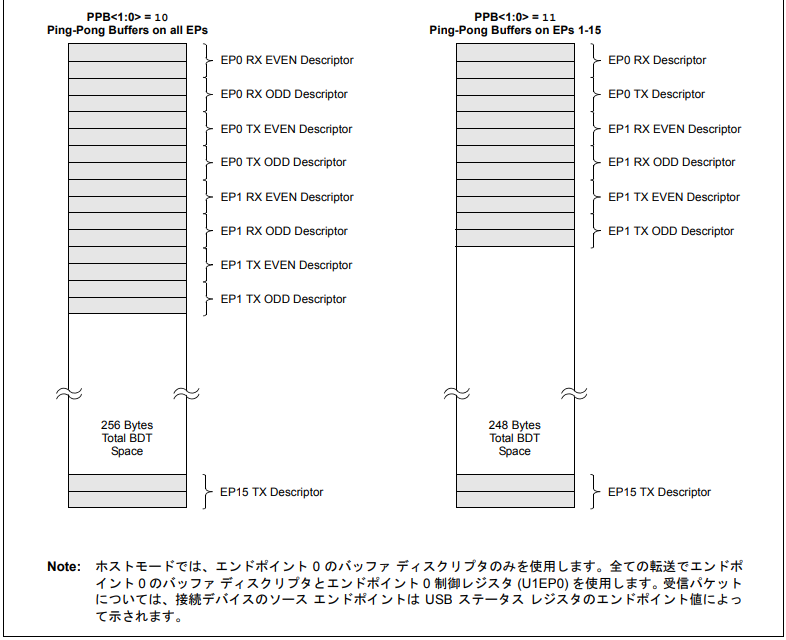 PPB<1:0> = 10
Ping-Pong Buffers on all EPs
EP0 RX EVEN Descriptor
EP0 RX ODD Descriptor
EP0 TX EVEN Descriptor
EP0 TX ODD Descriptor
EP1 RX EVEN Descriptor
EP1 RX ODD Descriptor
EP1 TX EVEN Descriptor
EP1 TX ODD Descriptor
256 Bytes
Total BDT
Space
EP15 TX Descriptor
PPB<1:0> = 11
Ping-Pong Buffers on EPs 1-15
EP0 RX Descriptor
EP0 TX Descriptor
EP1 RX EVEN Descriptor
EP1 RX ODD Descriptor
EP1 TX EVEN Descriptor
EP1 TX ODD Descriptor
248 Bytes
Total BDT
Space
EP15 TX Descriptor
Note: ホストモードでは、エンドポイント 0 のバッファ ディスクリプタのみを使用します。全ての転送でエンドポ
イント 0 のバッファ ディスクリプタとエンドポイント 0 制御レジスタ (U1EP0) を使用します。受信パケット
については、接続デバイスのソース エンドポイントは USB ステータス レジスタのエンドポイント値によっ
て示されます。